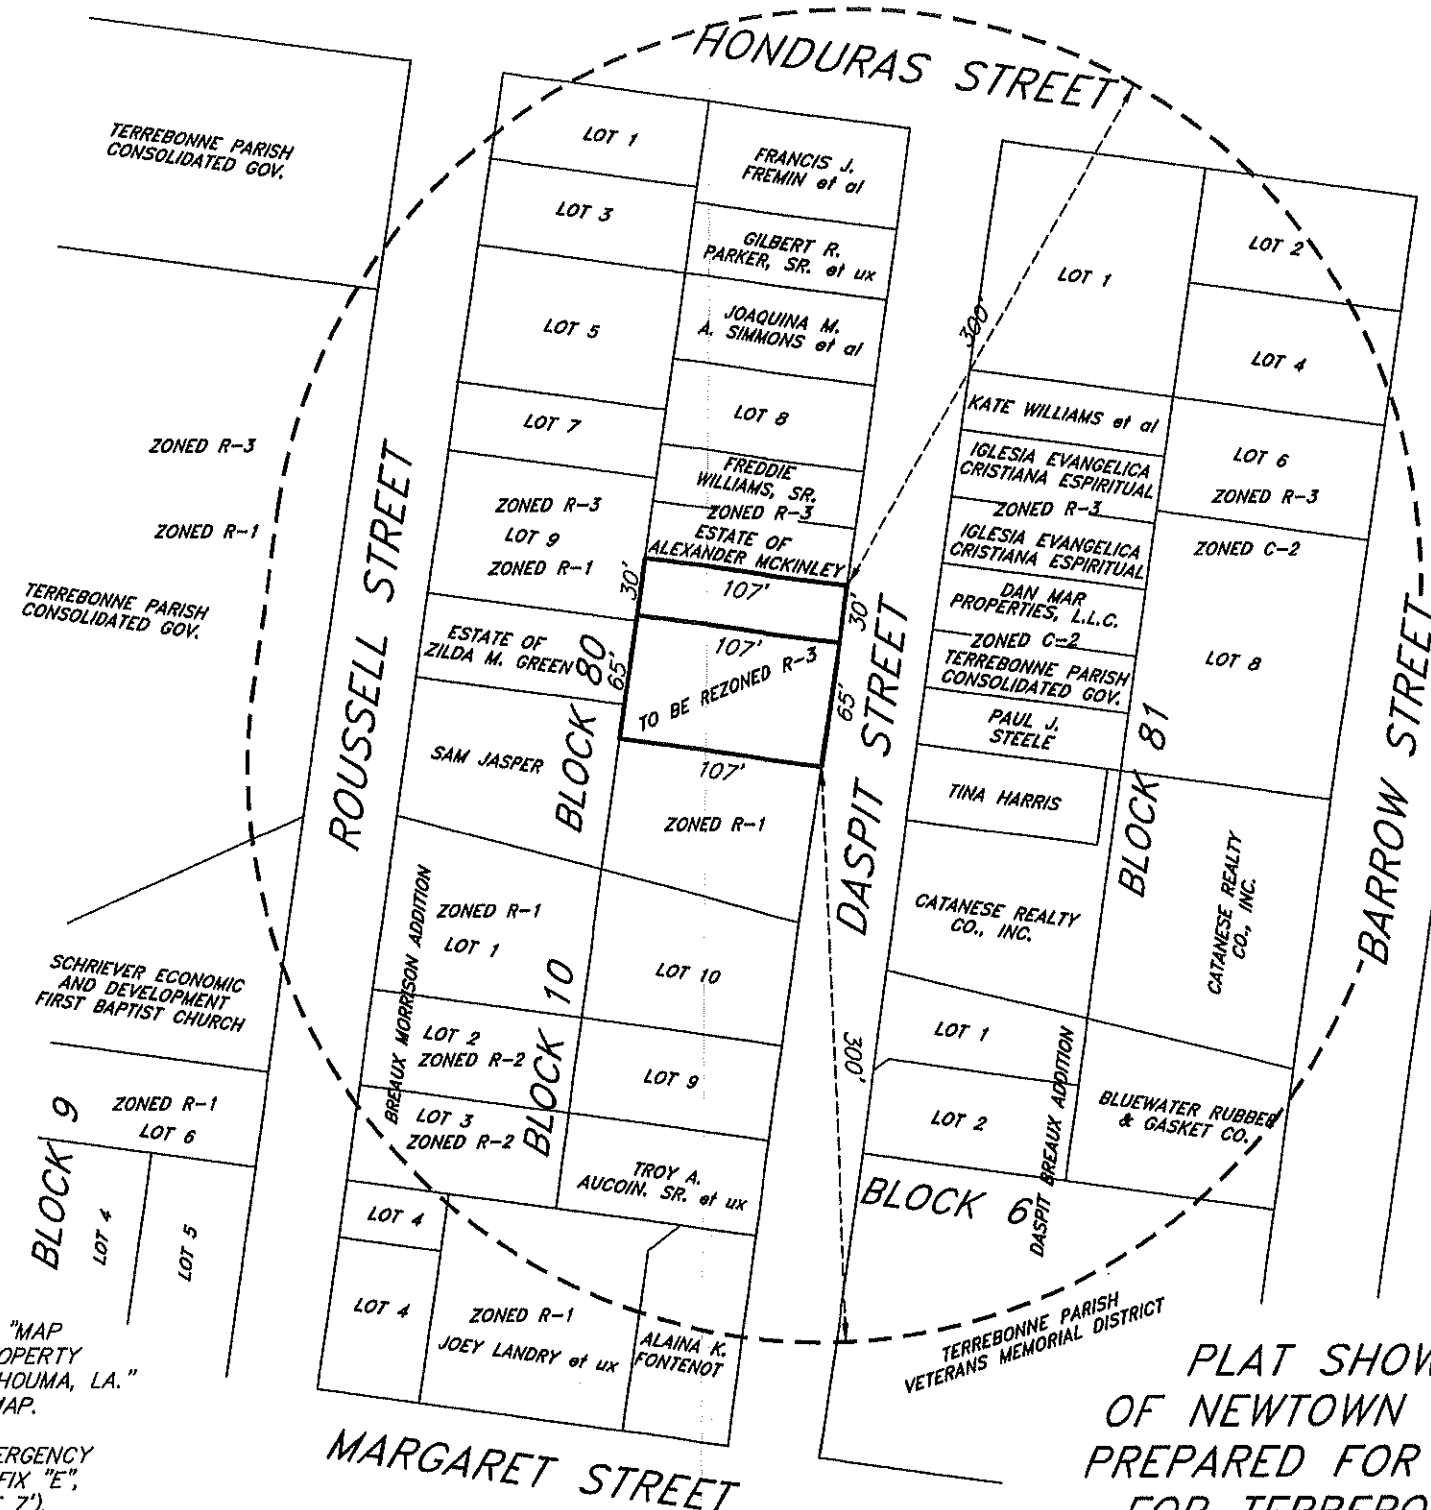 HONDURAS STREET
TERREBONNE PARISH
CONSOLIDATED GOV.
LOT 1
FRANCIS J.
FREMIN et al
LOT 3
GILBERT R.
PARKER, SR. et ux
LOT 5
JOAQUINA M.
A. SIMMONS et al
LOT 7
LOT 8
FREDDIE
WILLIAMS, SR.
ZONED R-3
ESTATE OF
ALEXANDER MCKINLEY
ZONED R-3
LOT 9
ZONED R-1
ZONED R-3
ZONED R-1
TERREBONNE PARISH
CONSOLIDATED GOV.
ROUSSELL STREET
ESTATE OF
ZILDA M. GREEN
SAM JASPER
BLOCK 80
30'
107'
30'
107'
65'
65'
TO BE REZONED R-3
107'
ZONED R-1
DASPIT STREET
300'
300'
LOT 1
LOT 2
LOT 4
KATE WILLIAMS et al
LOT 6
ZONED R-3
IGLESIA EVANGELICA
CRISTIANA ESPIRITUAL
ZONED R-3
IGLESIA EVANGELICA
CRISTIANA ESPIRITUAL
ZONED C-2
DAN MAR
PROPERTIES, L.L.C.
ZONED C-2
TERREBONNE PARISH
CONSOLIDATED GOV.
LOT 8
PAUL J.
STEELE
TINA HARRIS
BLOCK 81
CATANESE REALTY
CO., INC.
CATANESE REALTY
CO., INC.
BARROW STREET
BREAUX MORRISON ADDITION
ZONED R-1
LOT 1
LOT 10
LOT 2
ZONED R-2
BLOCK 10
LOT 9
LOT 3
ZONED R-2
TROY A.
AUCOIN. SR. et ux
LOT 4
LOT 4
ZONED R-1
JOEY LANDRY et ux
ALAINA K.
FONTENOT
SCHRIEVER ECONOMIC
AND DEVELOPMENT
FIRST BAPTIST CHURCH
ZONED R-1
LOT 6
BLOCK 9
LOT 4
LOT 5
LOT 1
LOT 2
DASPIT BREAUX ADDITION
BLUEWATER RUBBER
& GASKET CO.
BLOCK 6
TERREBONNE PARISH
VETERANS MEMORIAL DISTRICT
MARGARET STREET
"MAP
OPERTY
HOUMA, LA."
MAP.
ERGENCY
FIX "E",
7').
PLAT SHOW
OF NEWTOWN
PREPARED FOR
FOR TERREBO